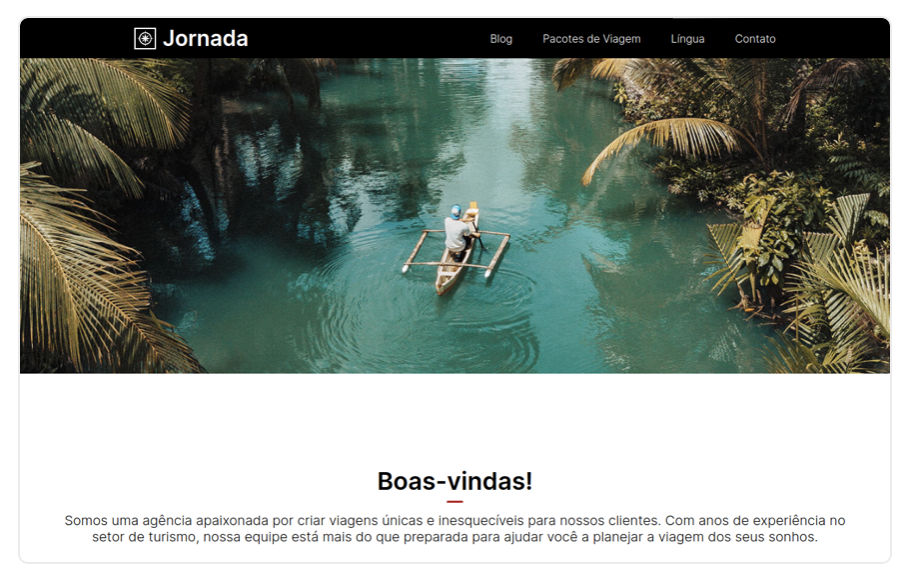 Jornada
Blog
Pacotes de Viagem
Língua
Contato
Boas-vindas!
Somos uma agência apaixonada por criar viagens únicas e inesquecíveis para nossos clientes. Com anos de experiência no
setor de turismo, nossa equipe está mais do que preparada para ajudar você a planejar a viagem dos seus sonhos.